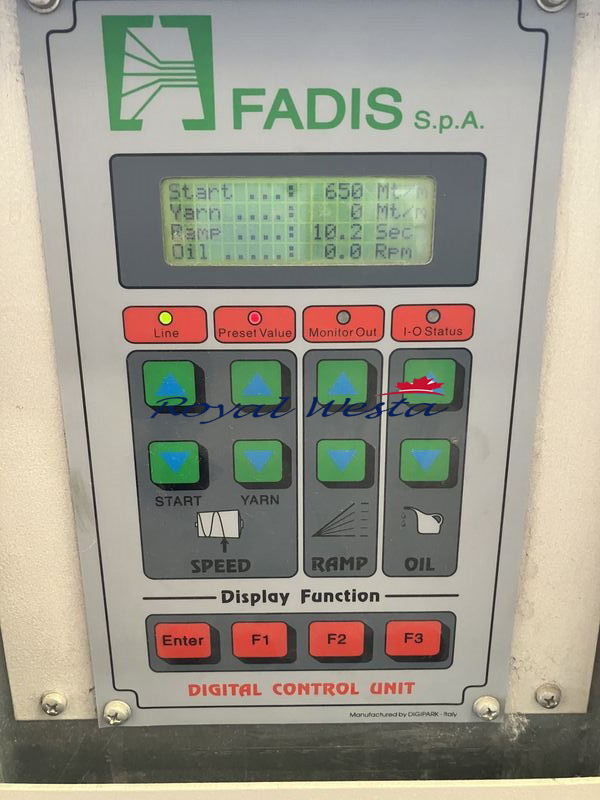 FADIS S.p.A.
Start ...: 650 Mt/m
Yarn ....: 0 Mt/m
Ramp ....: 10.2 Sec
Oil .....: 0.0 Rpm
Line Preset Value Monitor Out I-O Status
Royal Westa
START YARN
SPEED RAMP OIL
Display Function
Enter F1 F2 F3
DIGITAL CONTROL UNIT
Manufactured by DIGIPARK - Italy